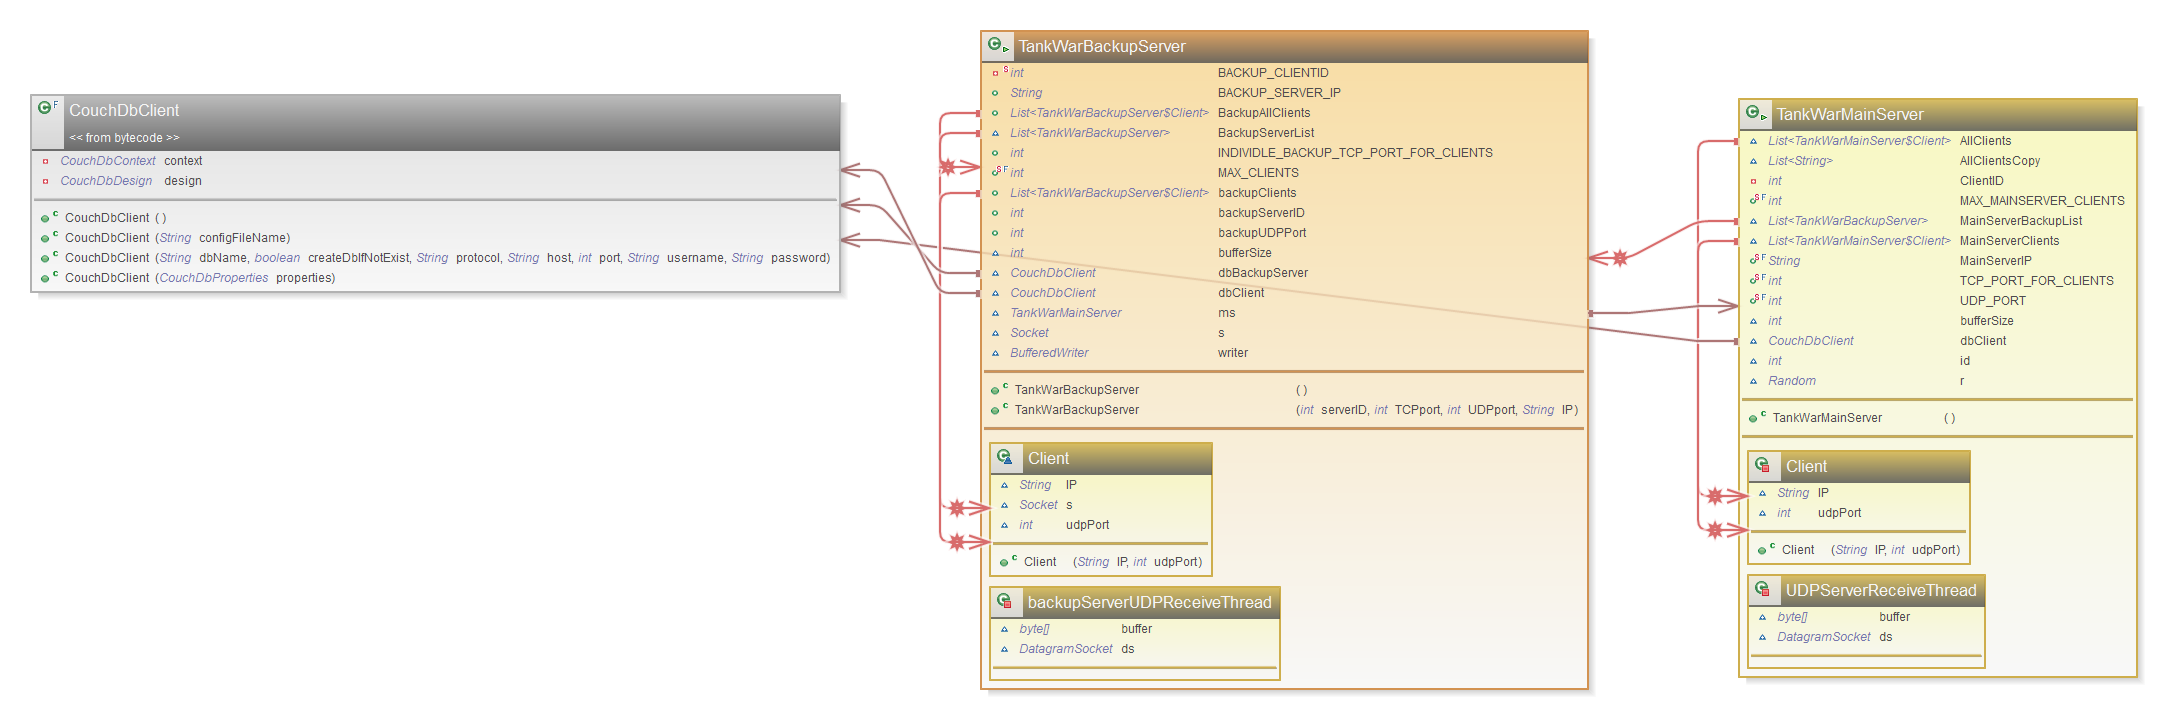 CouchDbClient
<< from bytecode >>
CouchDbContext context
CouchDbDesign design
CouchDbClient ( )
CouchDbClient (String configFileName)
CouchDbClient (String dbName, boolean createDbIfNotExist, String protocol, String host, int port, String username, String password)
CouchDbClient (CouchDbProperties properties)
TankWarBackupServer
int BACKUP_CLIENTID
String BACKUP_SERVER_IP
List<TankWarBackupServer$Client> BackupAllClients
List<TankWarBackupServer> BackupServerList
int INDIVIDLE_BACKUP_TCP_PORT_FOR_CLIENTS
int MAX_CLIENTS
List<TankWarBackupServer$Client> backupClients
int backupServerID
int backupUDPPort
int bufferSize
CouchDbClient dbBackupServer
CouchDbClient dbClient
TankWarMainServer ms
Socket s
BufferedWriter writer
TankWarBackupServer ( )
TankWarBackupServer (int serverID, int TCPport, int UDPport, String IP)
Client
String IP
Socket s
int udpPort
Client (String IP, int udpPort)
backupServerUDPReceiveThread
byte[] buffer
DatagramSocket ds
TankWarMainServer
List<TankWarMainServer$Client> AllClients
List<String> AllClientsCopy
int ClientID
int MAX_MAINSERVER_CLIENTS
List<TankWarBackupServer> MainServerBackupList
List<TankWarMainServer$Client> MainServerClients
String MainServerIP
int TCP_PORT_FOR_CLIENTS
int UDP_PORT
int bufferSize
CouchDbClient dbClient
int id
Random r
TankWarMainServer ( )
Client
String IP
int udpPort
Client (String IP, int udpPort)
UDPServerReceiveThread
byte[] buffer
DatagramSocket ds